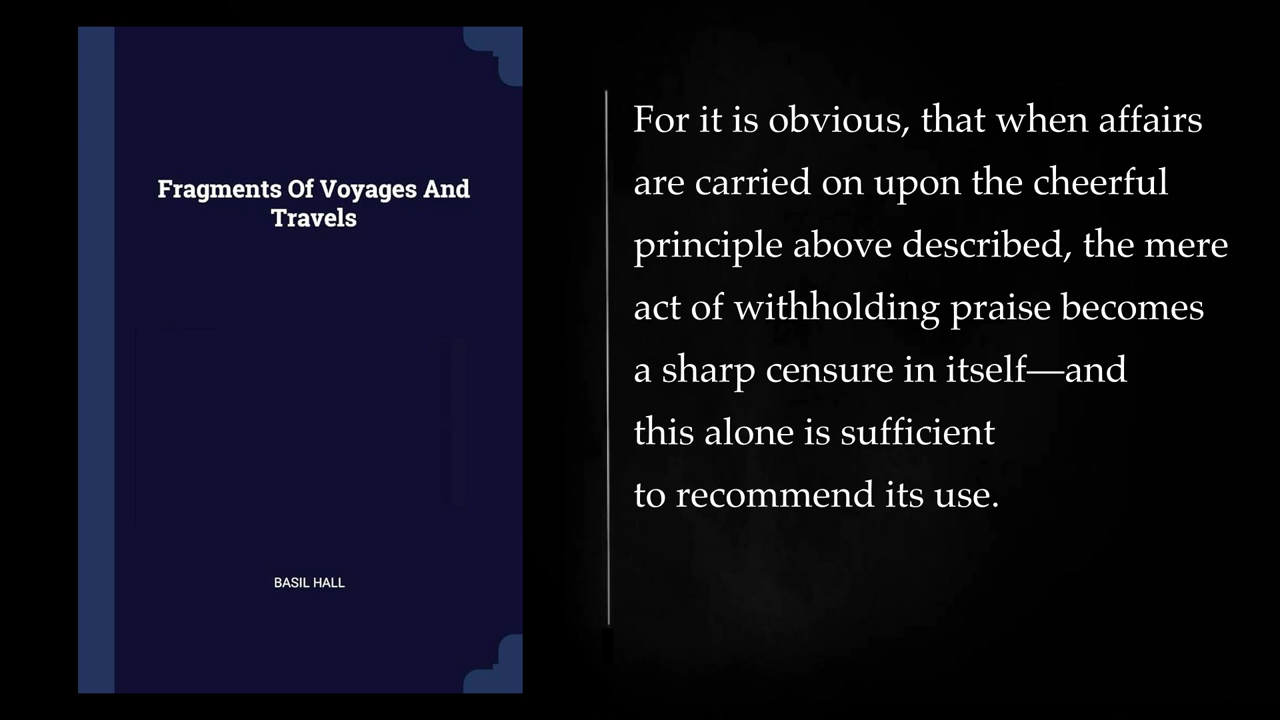 Fragments Of Voyages And
Travels
BASIL HALL
For it is obvious, that when affairs
are carried on upon the cheerful
principle above described, the mere
act of withholding praise becomes
a sharp censure in itself—and
this alone is sufficient
to recommend its use.